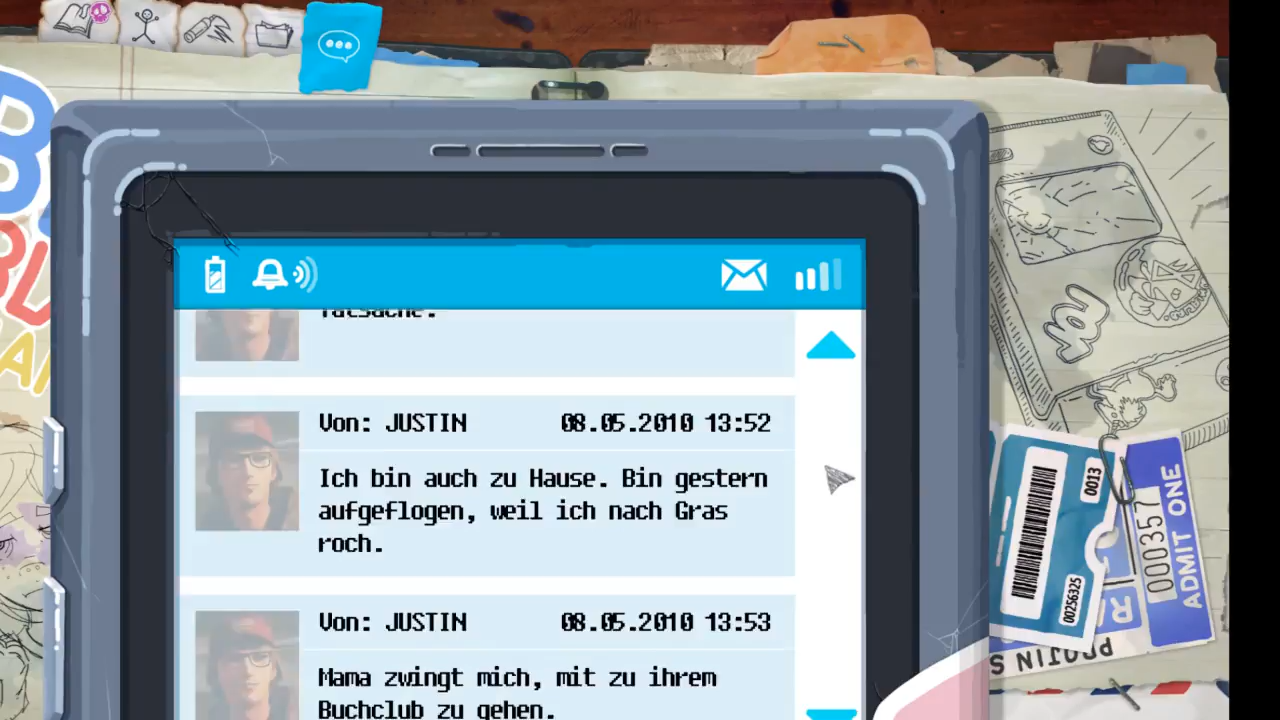 Tatsache.
Von: JUSTIN 08.05.2010 13:52
Ich bin auch zu Hause. Bin gestern
aufgeflogen, weil ich nach Gras
roch.
Von: JUSTIN 08.05.2010 13:53
Mama zwingt mich, mit zu ihrem
Buchclub zu gehen.
0013
00256325
000357
ADMIT ONE